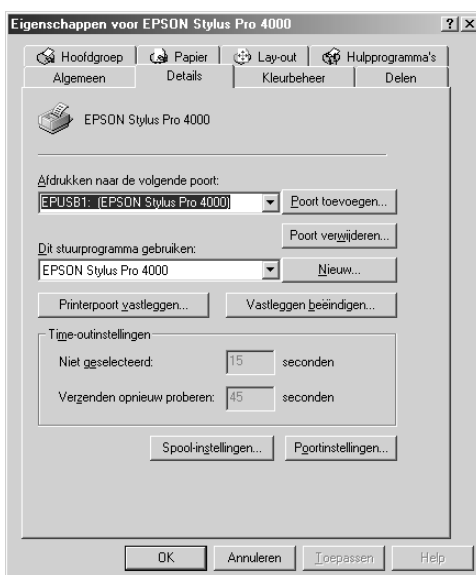 Eigenschappen voor EPSON Stylus Pro 4000
Hoofdgroep Papier Lay-out Hulpprogramma's
Algemeen Details Kleurbeheer Delen
EPSON Stylus Pro 4000
Afdrukken naar de volgende poort:
EPUSB1: (EPSON Stylus Pro 4000) Poort toevoegen...
Poort verwijderen...
Dit stuurprogramma gebruiken:
EPSON Stylus Pro 4000 Nieuw...
Printerpoort vastleggen... Vastleggen beëindigen...
Time-outinstellingen
Niet geselecteerd: 15 seconden
Verzenden opnieuw proberen: 45 seconden
Spool-instellingen... Poortinstellingen...
OK Annuleren Toepassen Help